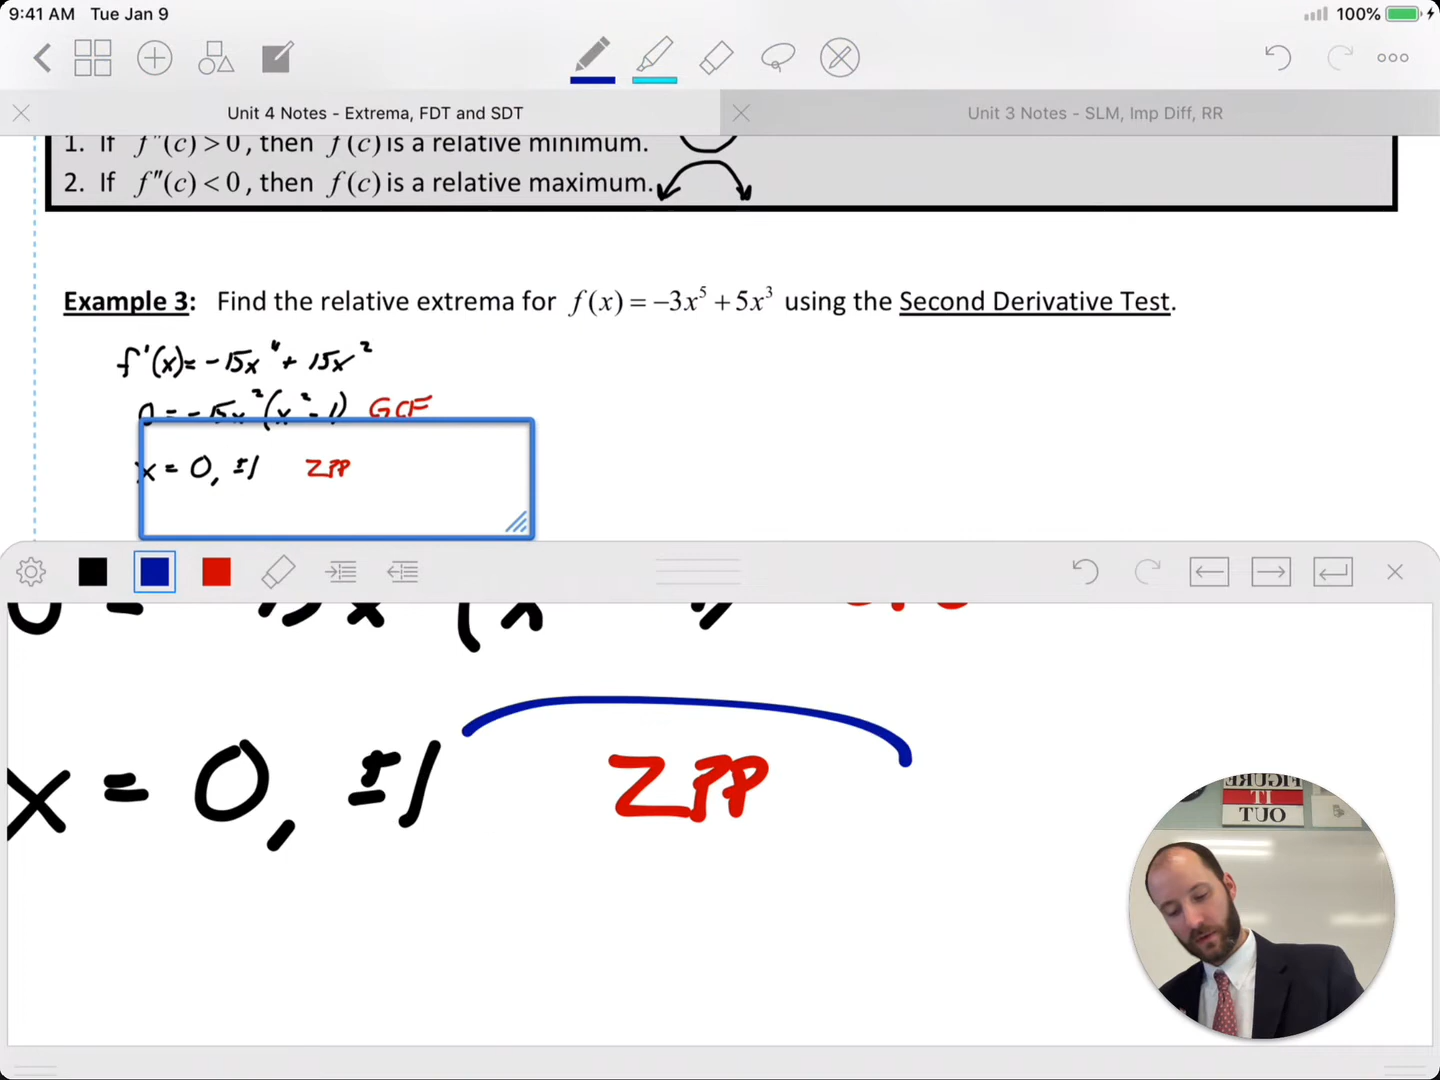 9:41 AM Tue Jan 9
100%
Unit 4 Notes - Extrema, FDT and SDT
Unit 3 Notes - SLM, Imp Diff, RR
1. If f″(c) > 0, then f(c) is a relative minimum.
2. If f″(c) < 0, then f(c) is a relative maximum.
Example 3: Find the relative extrema for f(x) = −3x⁵ + 5x³ using the Second Derivative Test.
f'(x) = −15x⁴ + 15x²
0 = −15x²(x² − 1) GCF
x = 0, ±1 ZPP
x = 0, ±1 ZPP
FIGURE
IT
OUT